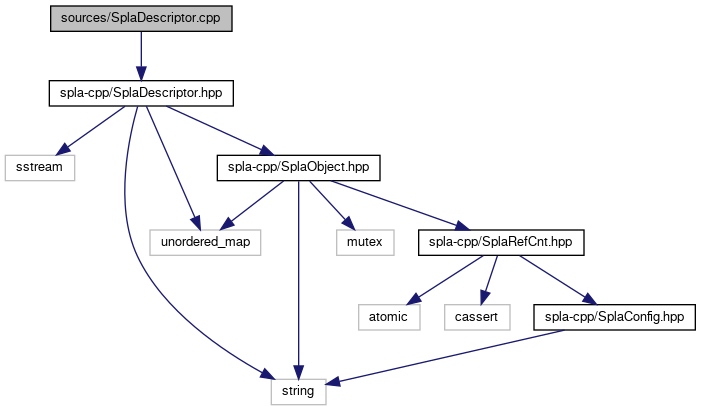 sources/SplaDescriptor.cpp
spla-cpp/SplaDescriptor.hpp
sstream
spla-cpp/SplaObject.hpp
unordered_map
mutex
spla-cpp/SplaRefCnt.hpp
atomic
cassert
spla-cpp/SplaConfig.hpp
string